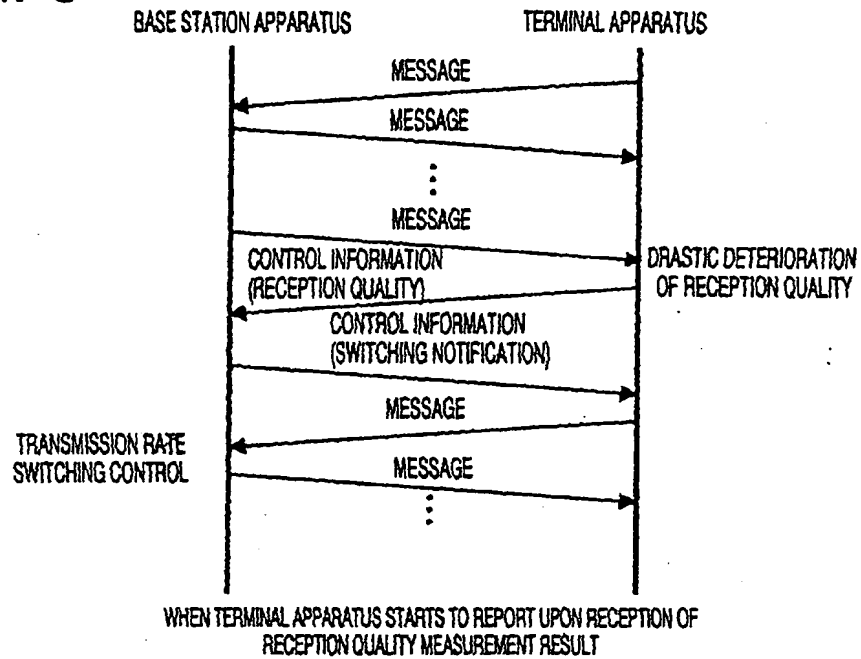 BASE STATION APPARATUS
TERMINAL APPARATUS
MESSAGE
MESSAGE
MESSAGE
CONTROL INFORMATION
(RECEPTION QUALITY)
DRASTIC DETERIORATION
OF RECEPTION QUALITY
CONTROL INFORMATION
(SWITCHING NOTIFICATION)
MESSAGE
TRANSMISSION RATE
SWITCHING CONTROL
MESSAGE
WHEN TERMINAL APPARATUS STARTS TO REPORT UPON RECEPTION OF
RECEPTION QUALITY MEASUREMENT RESULT